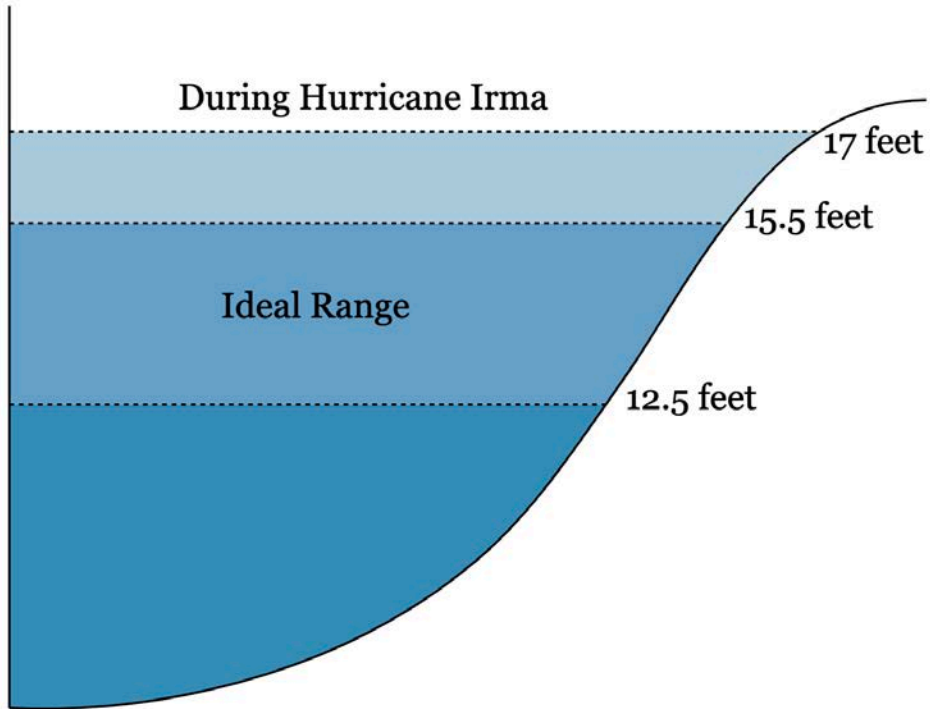 During Hurricane Irma
17 feet
15.5 feet
Ideal Range
12.5 feet